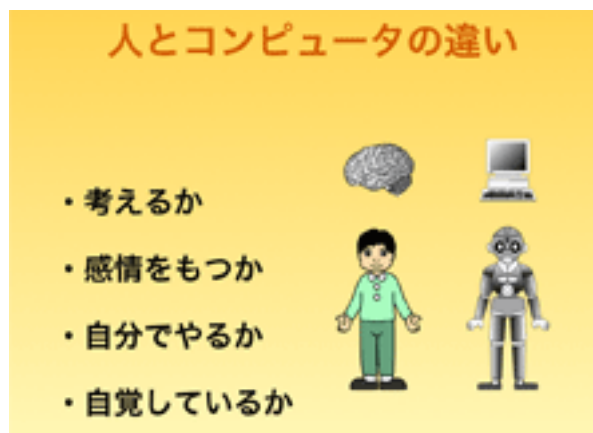 人とコンピュータの違い
・考えるか
・感情をもつか
・自分でやるか
・自覚しているか